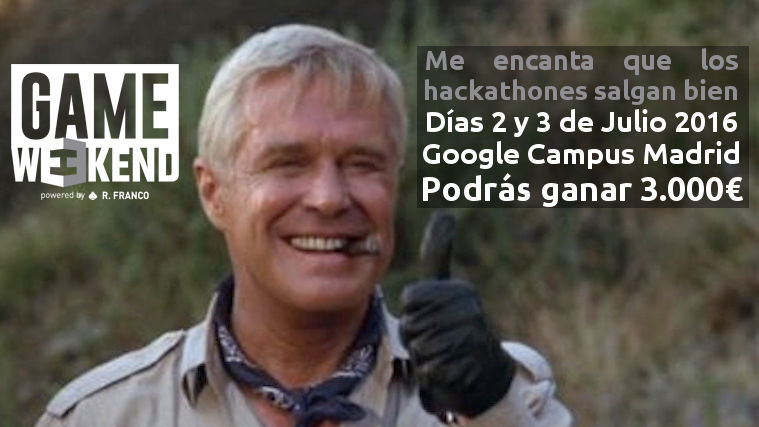 GAME
WEEKEND
powered by ♠ R. FRANCO
Me encanta que los
hackathones salgan bien
Días 2 y 3 de Julio 2016
Google Campus Madrid
Podrás ganar 3.000€